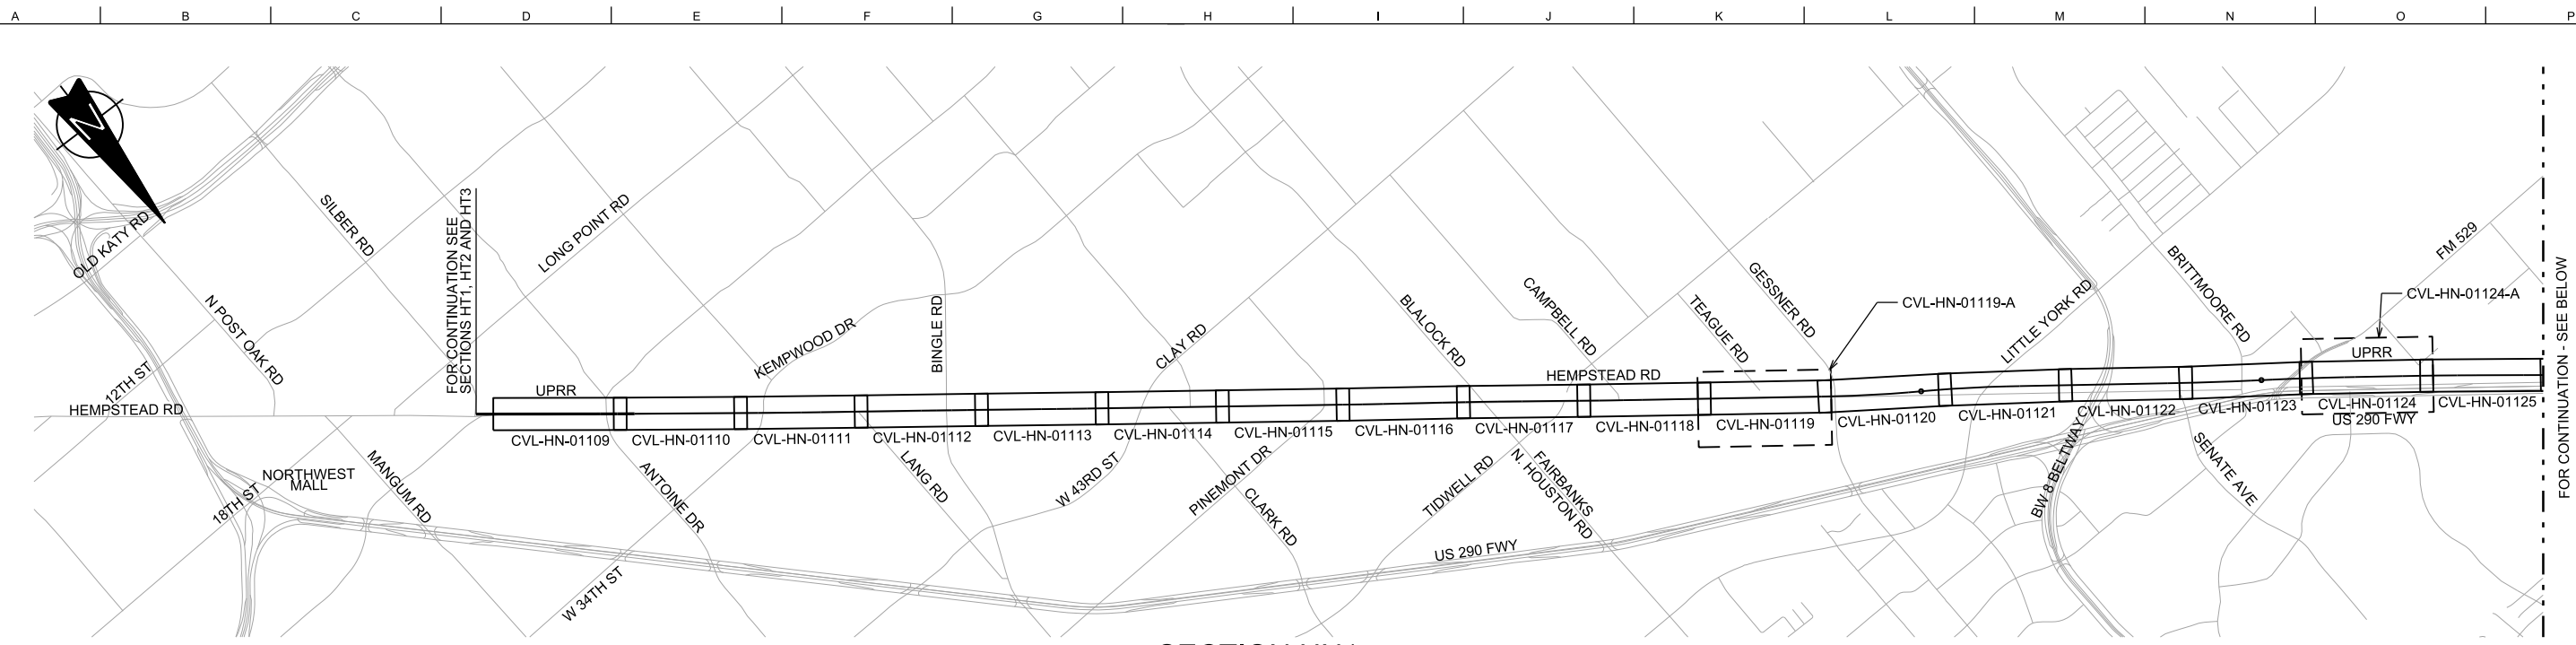 A B C D E F G H I J K L M N O P
N
OLD KATY RD
SILBER RD
N POST OAK RD
12TH ST
HEMPSTEAD RD
18TH ST
NORTHWEST
MALL
MANGUM RD
FOR CONTINUATION SEE
SECTIONS HT1, HT2 AND HT3
LONG POINT RD
UPRR
KEMPWOOD DR
BINGLE RD
CLAY RD
BLALOCK RD
CAMPBELL RD
HEMPSTEAD RD
TEAGUE RD
GESSNER RD
CVL-HN-01119-A
LITTLE YORK RD
BRITTMOORE RD
FM 529
CVL-HN-01124-A
UPRR
CVL-HN-01109
CVL-HN-01110
CVL-HN-01111
CVL-HN-01112
CVL-HN-01113
CVL-HN-01114
CVL-HN-01115
CVL-HN-01116
CVL-HN-01117
CVL-HN-01118
CVL-HN-01119
CVL-HN-01120
CVL-HN-01121
CVL-HN-01122
CVL-HN-01123
CVL-HN-01124
CVL-HN-01125
US 290 FWY
ANTOINE DR
W 34TH ST
LANG RD
W 43RD ST
PINEMONT DR
CLARK RD
TIDWELL RD
FAIRBANKS
N. HOUSTON RD
US 290 FWY
BW 8 BELTWAY
SENATE AVE
FOR CONTINUATION - SEE BELOW